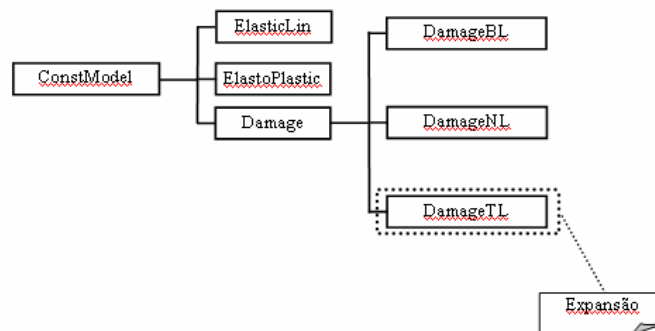 ElasticLin
DamageBL
ConstModel
ElastoPlastic
Damage
DamageNL
DamageTL
Expansão